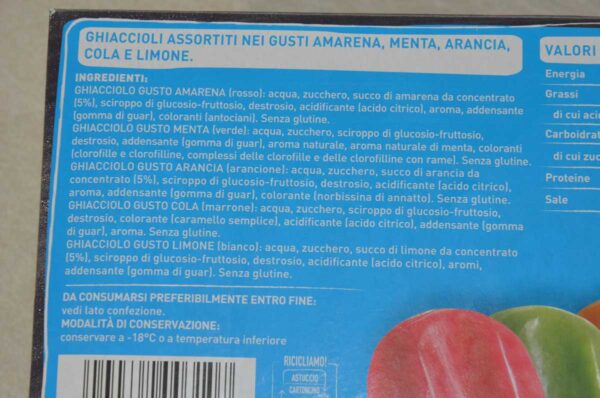 GHIACCIOLI ASSORTITI NEI GUSTI AMARENA, MENTA, ARANCIA,
COLA E LIMONE.
INGREDIENTI:
GHIACCIOLO GUSTO AMARENA (rosso): acqua, zucchero, succo di amarena da concentrato
(5%), sciroppo di glucosio-fruttosio, destrosio, acidificante (acido citrico), aroma, addensante
(gomma di guar), coloranti (antociani). Senza glutine.
GHIACCIOLO GUSTO MENTA (verde): acqua, zucchero, sciroppo di glucosio-fruttosio,
destrosio, addensante (gomma di guar), aroma naturale, aroma naturale di menta, coloranti
(clorofille e clorofilline, complessi delle clorofille e delle clorofilline con rame). Senza glutine.
GHIACCIOLO GUSTO ARANCIA (arancione): acqua, zucchero, succo di arancia da
concentrato (5%), sciroppo di glucosio-fruttosio, destrosio, acidificante (acido citrico),
aroma, addensante (gomma di guar), colorante (norbissina di annatto). Senza glutine.
GHIACCIOLO GUSTO COLA (marrone): acqua, zucchero, sciroppo di glucosio-fruttosio,
destrosio, colorante (caramello semplice), acidificante (acido citrico), addensante (gomma
di guar), aroma. Senza glutine.
GHIACCIOLO GUSTO LIMONE (bianco): acqua, zucchero, succo di limone da concentrato
(5%), sciroppo di glucosio-fruttosio, destrosio, acidificante (acido citrico), aromi,
addensante (gomma di guar). Senza glutine.
DA CONSUMARSI PREFERIBILMENTE ENTRO FINE:
vedi lato confezione.
MODALITÀ DI CONSERVAZIONE:
conservare a -18°C o a temperatura inferiore
RICICLIAMO!
ASTUCCIO
CARTONCINO
VALORI
Energia
Grassi
di cui aci
Carboidrat
di cui zuc
Proteine
Sale